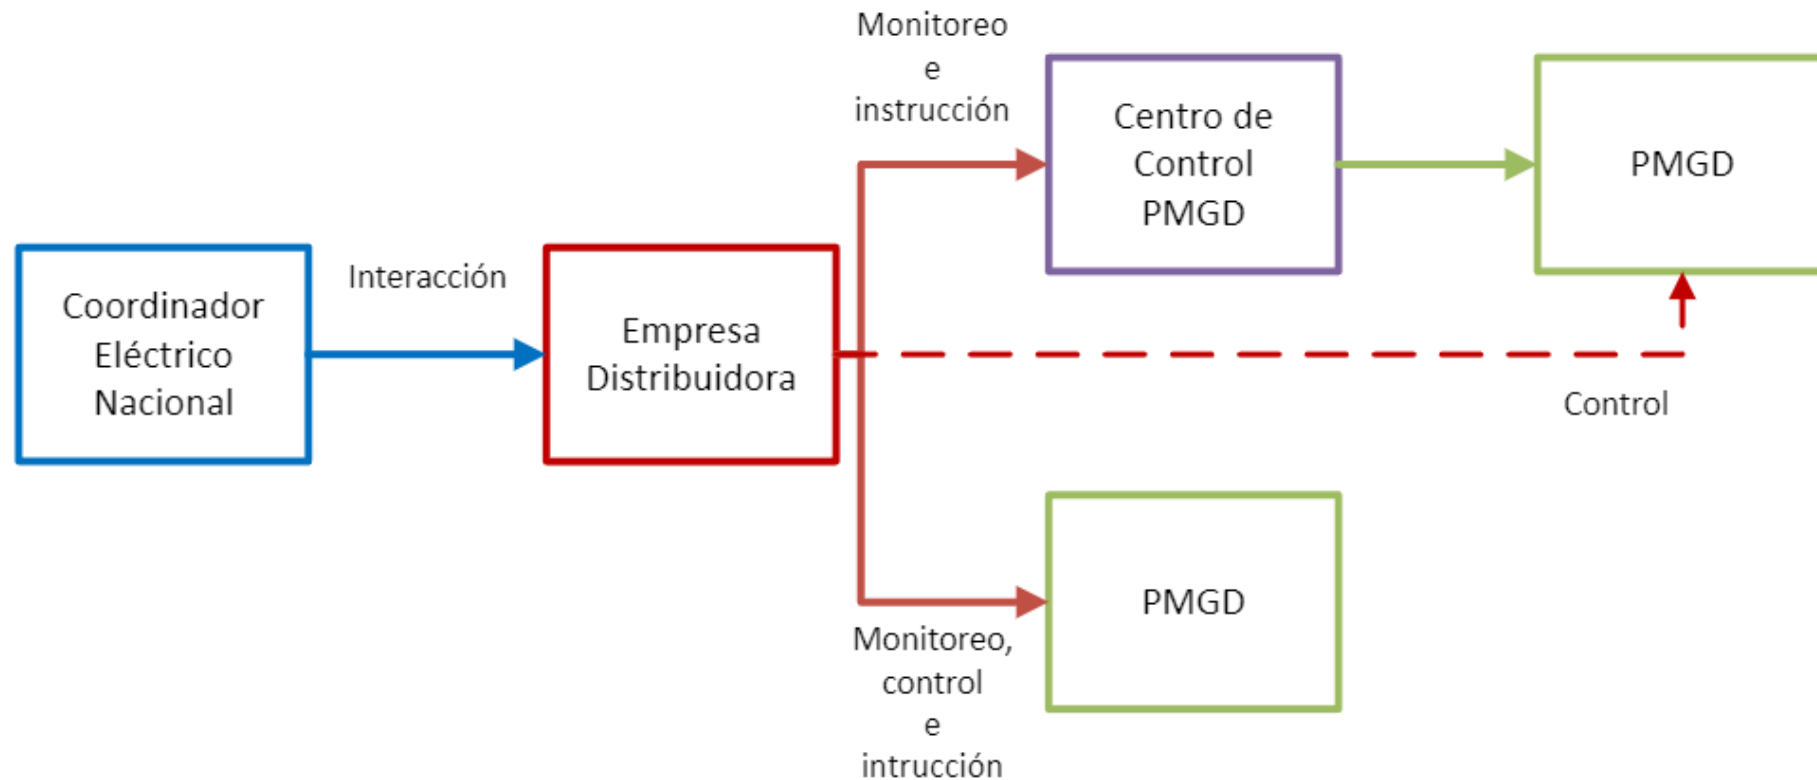 Monitoreo
e
instrucción
Centro de
Control
PMGD
PMGD
Coordinador
Eléctrico
Nacional
Interacción
Empresa
Distribuidora
Control
PMGD
Monitoreo,
control
e
intrucción